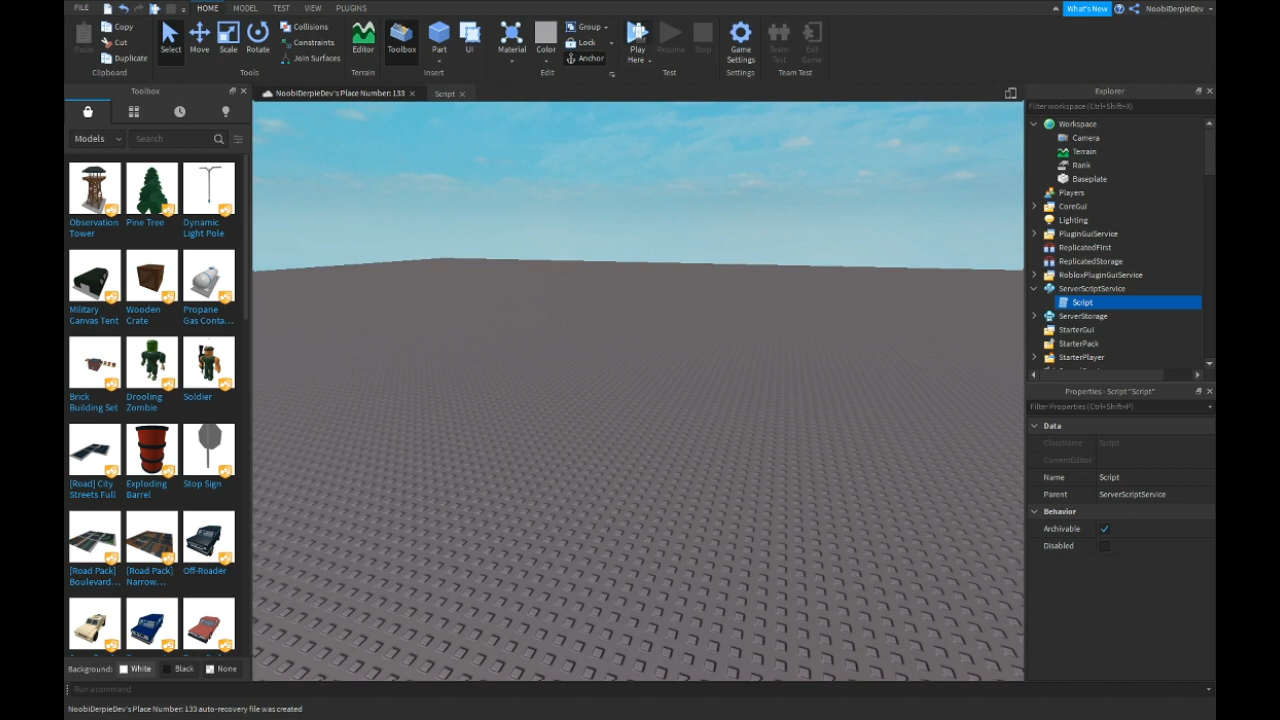 FILE
HOME
MODEL
TEST
VIEW
PLUGINS
What's New
NoobiDerpieDev
Paste
Copy
Cut
Duplicate
Clipboard
Select
Move
Scale
Rotate
Collisions
Constraints
Join Surfaces
Tools
Editor
Terrain
Toolbox
Part
UI
Insert
Material
Color
Group
Lock
Anchor
Edit
Play Here
Resume
Stop
Test
Game Settings
Settings
Team Test
Exit Game
Team Test
Toolbox
NoobiDerpieDev's Place Number: 133
Script
Models
Search
Observation Tower
Pine Tree
Dynamic Light Pole
Military Canvas Tent
Wooden Crate
Propane Gas Conta...
Brick Building Set
Drooling Zombie
Soldier
[Road] City Streets Full
Exploding Barrel
Stop Sign
[Road Pack] Boulevard...
[Road Pack] Narrow...
Off-Roader
Background:
White
Black
None
Run a command
NoobiDerpieDev's Place Number: 133 auto-recovery file was created
Explorer
Filter workspace (Ctrl+Shift+X)
Workspace
Camera
Terrain
Rank
Baseplate
Players
CoreGui
Lighting
PluginGuiService
ReplicatedFirst
ReplicatedStorage
RobloxPluginGuiService
ServerScriptService
Script
ServerStorage
StarterGui
StarterPack
StarterPlayer
Properties - Script "Script"
Filter Properties (Ctrl+Shift+P)
Data
ClassName
Script
CurrentEditor
Name
Script
Parent
ServerScriptService
Behavior
Archivable
Disabled